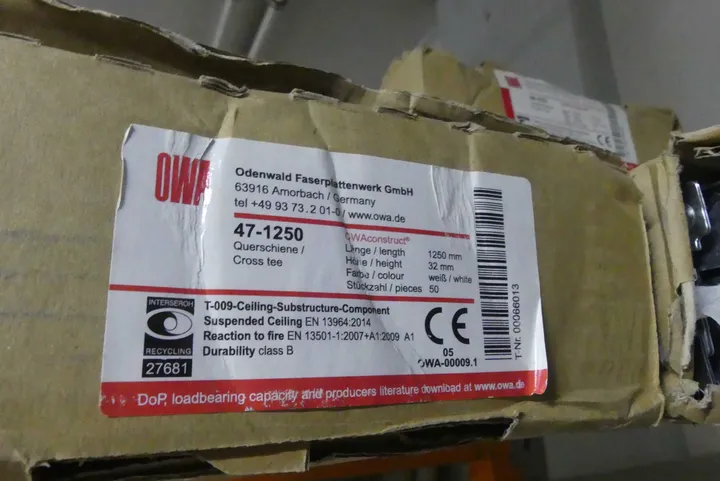 OWA
Odenwald Faserplattenwerk GmbH
63916 Amorbach / Germany
tel +49 93 73.2 01-0 / www.owa.de
47-1250
Querschiene /
Cross tee
OWAconstruct®
Länge / length 1250 mm
Höhe / height 32 mm
Farbe / colour weiß / white
Stückzahl / pieces 50
INTERSEROH
RECYCLING
27681
T-009-Ceiling-Substructure-Component
Suspended Ceiling EN 13964:2014
Reaction to fire EN 13501-1:2007+A1:2009 A1
Durability class B
CE
05
OWA-00009.1
T-Nr. 00066013
DoP, loadbearing capacity and producers literature download at www.owa.de
OWA
CE